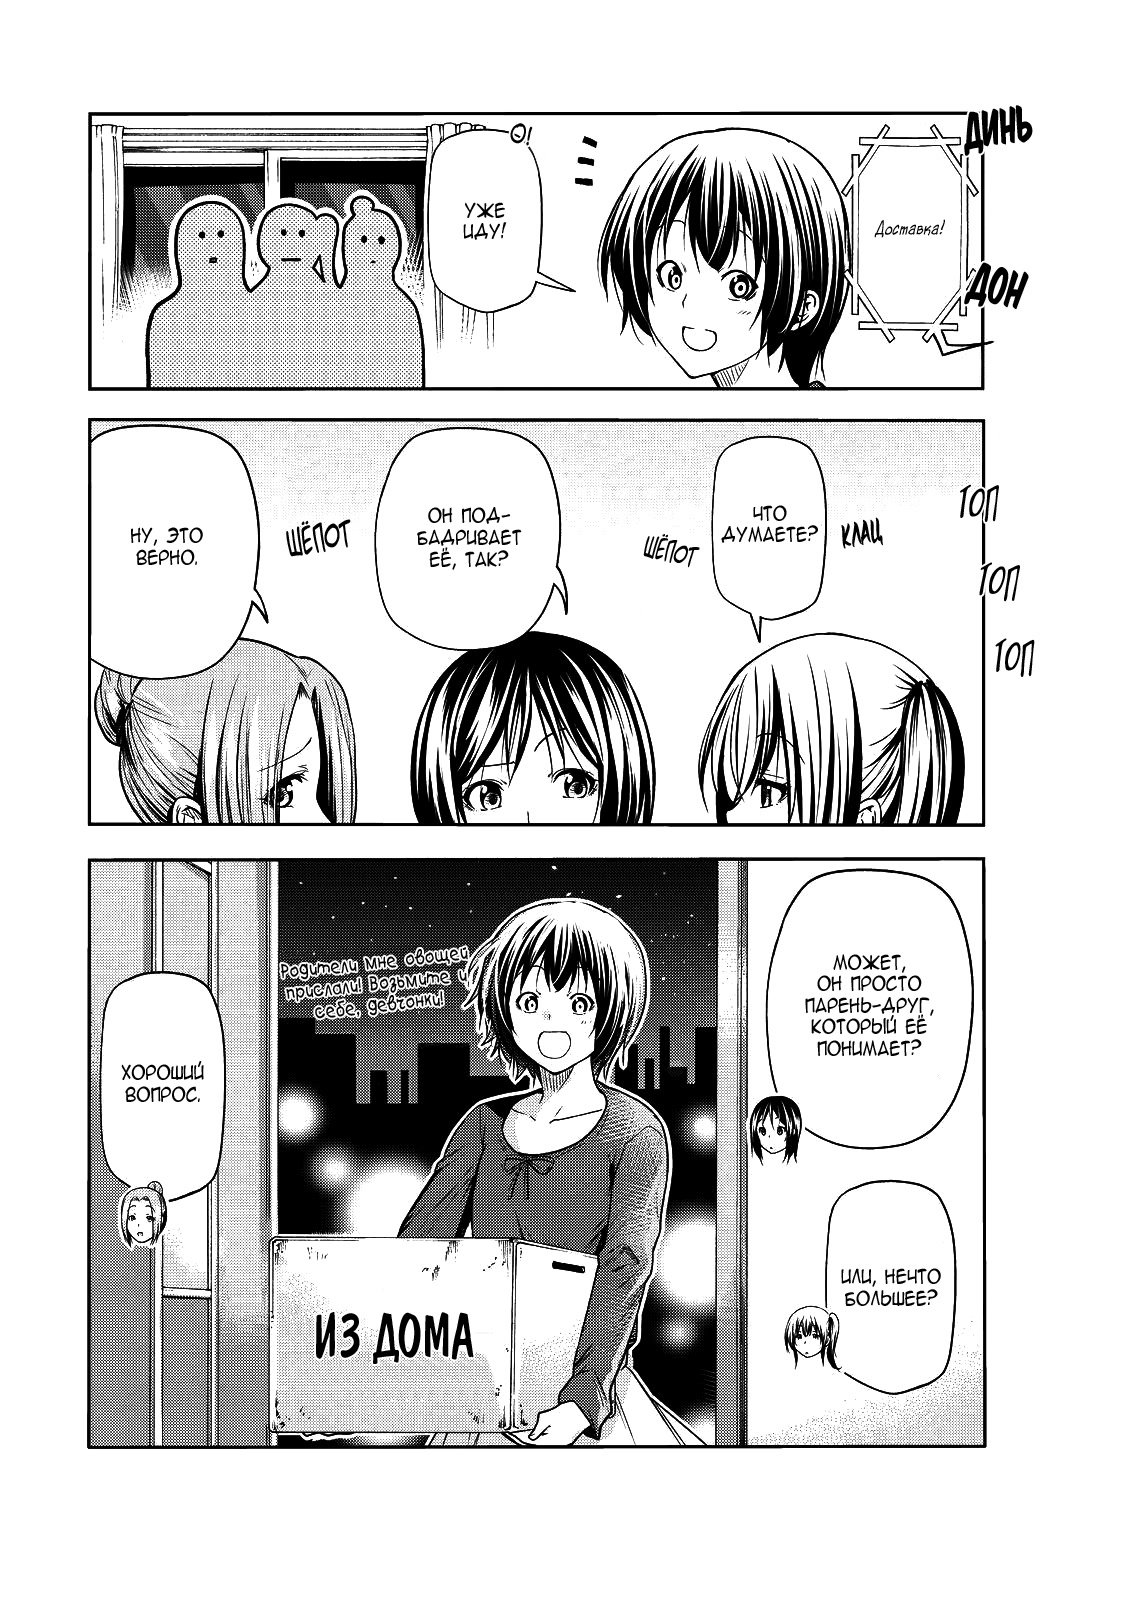 ДИНЬ
Доставка!
ДОН
О!
УЖЕ
ИДУ!
ТОП
ТОП
ТОП
КЛАЦ
ЧТО
ДУМАЕТЕ?
ШЁПОТ
ОН ПОД-
БАДРИВАЕТ
ЕЁ, ТАК?
ШЁПОТ
НУ, ЭТО
ВЕРНО.
МОЖЕТ,
ОН ПРОСТО
ПАРЕНЬ-ДРУГ,
КОТОРЫЙ ЕЁ
ПОНИМАЕТ?
ИЛИ, НЕЧТО
БОЛЬШЕЕ?
Родители мне овощей
прислали! Возьмите и
себе, девчонки!
ИЗ ДОМА
ХОРОШИЙ
ВОПРОС.